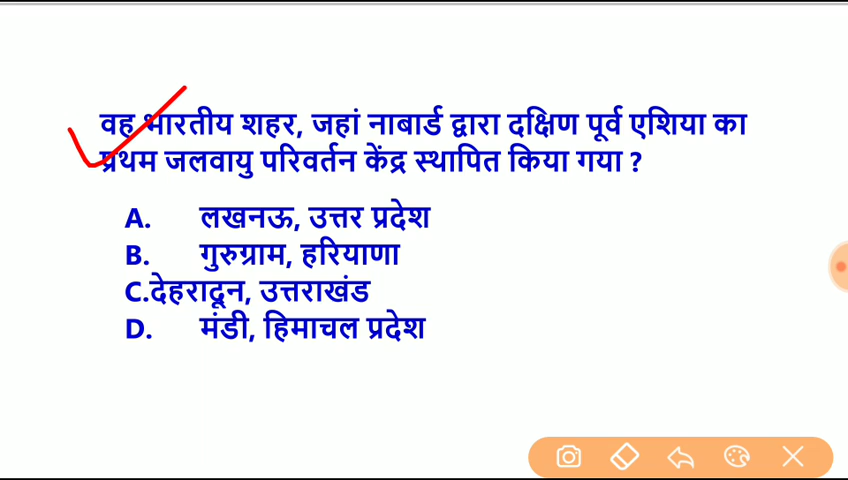 वह भारतीय शहर, जहां नाबार्ड द्वारा दक्षिण पूर्व एशिया का
प्रथम जलवायु परिवर्तन केंद्र स्थापित किया गया ?
A. लखनऊ, उत्तर प्रदेश
B. गुरुग्राम, हरियाणा
C.देहरादून, उत्तराखंड
D. मंडी, हिमाचल प्रदेश